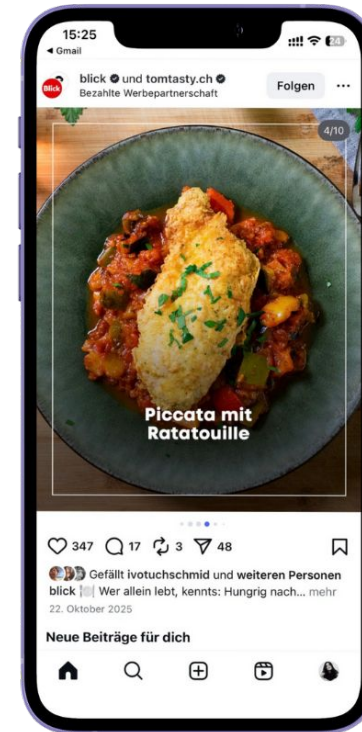 15:25
◀ Gmail
24
Blick
blick und tomtasty.ch
Bezahlte Werbepartnerschaft
Folgen
4/10
Piccata mit
Ratatouille
347 17 3 48
Gefällt ivotuchschmid und weiteren Personen
blick 🍽️ Wer allein lebt, kennts: Hungrig nach... mehr
22. Oktober 2025
Neue Beiträge für dich